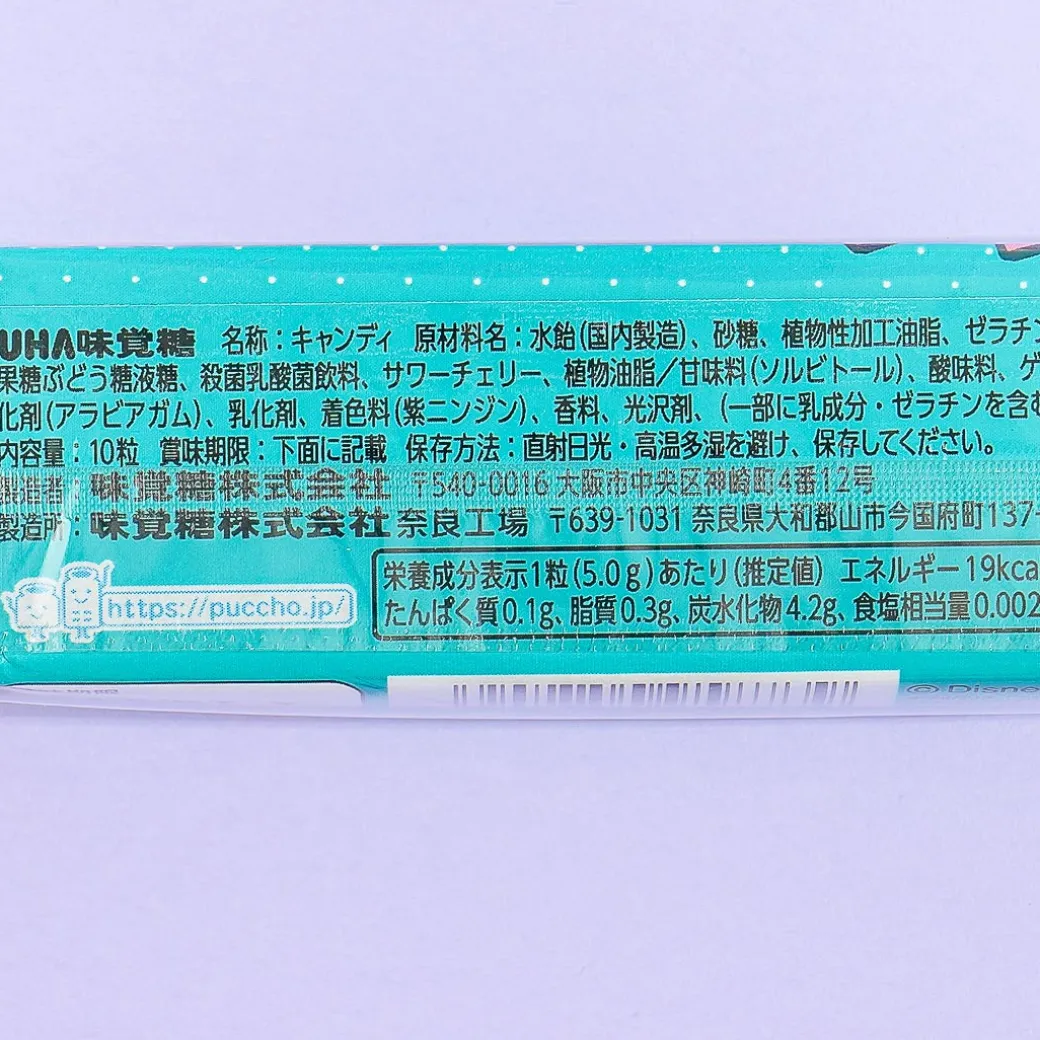 UHA味覚糖 名称:キャンディ 原材料名:水飴(国内製造)、砂糖、植物性加工油脂、ゼラチン
果糖ぶどう糖液糖、殺菌乳酸菌飲料、サワーチェリー、植物油脂/甘味料(ソルビトール)、酸味料、ゲ
化剤(アラビアガム)、乳化剤、着色料(紫ニンジン)、香料、光沢剤、(一部に乳成分・ゼラチンを含む
内容量:10粒 賞味期限:下面に記載 保存方法:直射日光・高温多湿を避け、保存してください。
製造者:味覚糖株式会社 〒540-0016 大阪市中央区神崎町4番12号
製造所:味覚糖株式会社奈良工場 〒639-1031 奈良県大和郡山市今国府町137-
栄養成分表示1粒(5.0g)あたり(推定値) エネルギー19kca
たんぱく質0.1g、脂質0.3g、炭水化物4.2g、食塩相当量0.002
https://puccho.jp/
© Disne